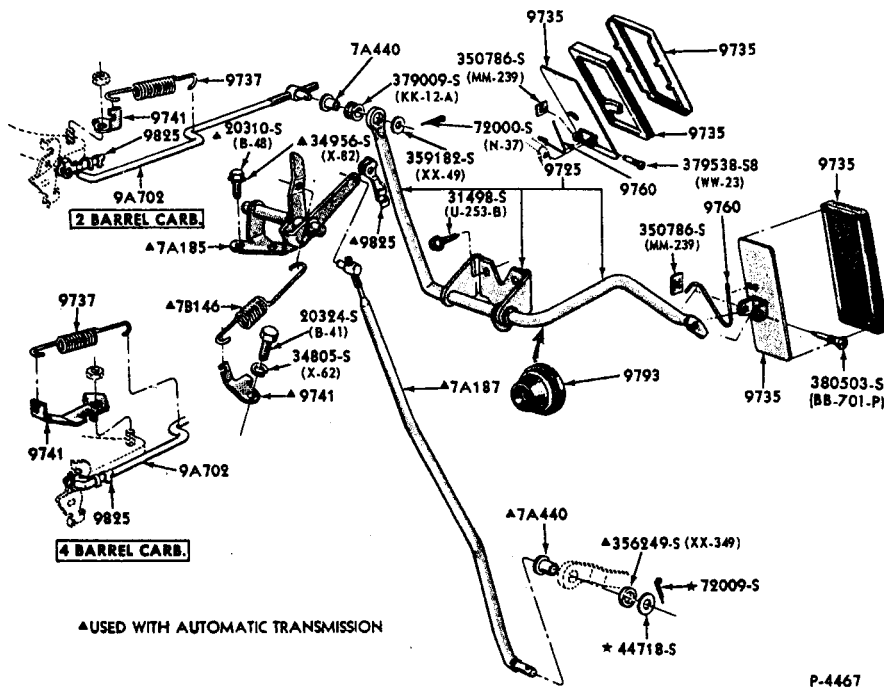 9735
7A440
350786-S
(MM-239)
9735
9737
379009-S
(KK-12-A)
9741
▲20310-S
(B-48)
▲34956-S
(X-82)
72000-S
(N-37)
9735
9825
359182-S
(XX-49)
9725
9760
379538-S8
(WW-23)
9735
9A702
31498-S
(U-253-B)
350786-S
(MM-239)
9760
2 BARREL CARB.
▲7A185
▲9825
9737
▲7B146
20324-S
(B-41)
34805-S
(X-62)
▲9741
▲7A187
9793
9735
380503-S
(BB-701-P)
9741
9A702
9825
4 BARREL CARB.
▲7A440
▲356249-S (XX-349)
★72009-S
▲USED WITH AUTOMATIC TRANSMISSION
★44718-S
P-4467